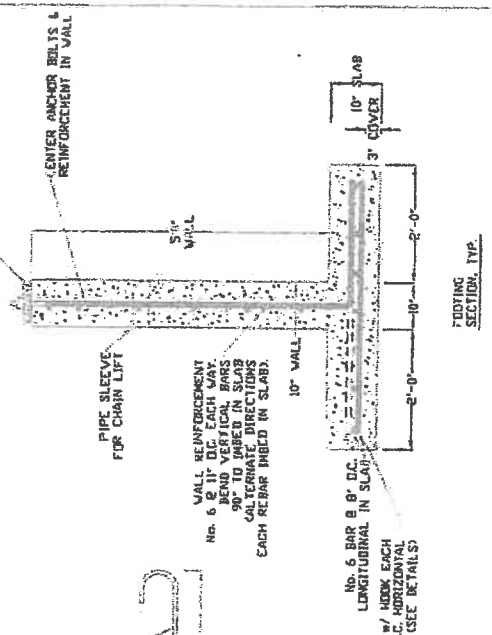 CENTER ANCHOR BOLTS &
REINFORCEMENT IN WALL
PIPE SLEEVE
FOR CHAIN LIFT
WALL
WALL REINFORCEMENT
No. 6 @ 11" O.C. EACH WAY.
BEND VERTICAL BARS
90° TO IMBED IN SLAB
(ALTERNATE DIRECTIONS
EACH REBAR IMBED IN SLAB).
10" WALL
10" SLAB
3" COVER
No. 6 BAR @ 8" O.C.
LONGITUDINAL IN SLAB
w/ HOOK EACH
C. HORIZONTAL
(SEE DETAILS)
2'-0"
10"
2'-0"
FOOTING
SECTION, TYP.